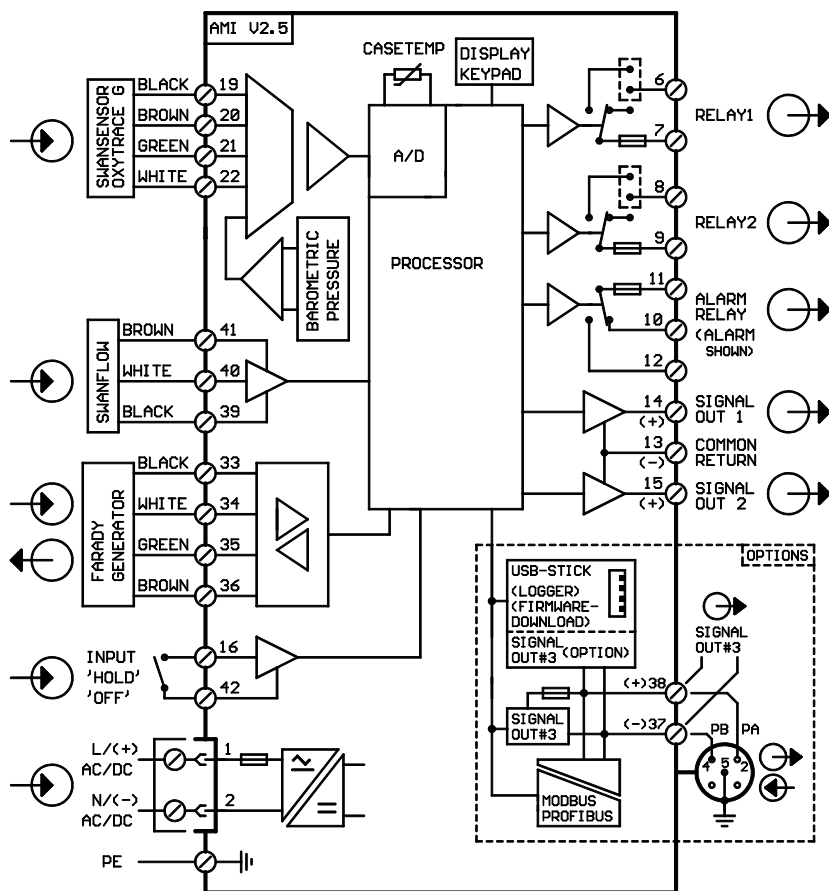 AMI V2.5
CASETEMP
DISPLAY
KEYPAD
SWANSENSOR
OXYTRACE G
BLACK 19
BROWN 20
GREEN 21
WHITE 22
A/D
6
7
RELAY1
8
9
RELAY2
BAROMETRIC
PRESSURE
PROCESSOR
11
10
12
ALARM
RELAY
(ALARM
SHOWN)
SWANFLOW
BROWN 41
WHITE 40
BLACK 39
14
(+)
SIGNAL
OUT 1
13
(-)
COMMON
RETURN
15
(+)
SIGNAL
OUT 2
FARADY
GENERATOR
BLACK 33
WHITE 34
GREEN 35
BROWN 36
OPTIONS
USB-STICK
(LOGGER)
(FIRMWARE-
DOWNLOAD)
SIGNAL
OUT#3 (OPTION)
SIGNAL
OUT#3
INPUT
'HOLD'
'OFF'
16
42
(+)38
(-)37
SIGNAL
OUT#3
PB PA
4 5 2
MODBUS
PROFIBUS
L/(+)
AC/DC
1
N/(-)
AC/DC
2
PE